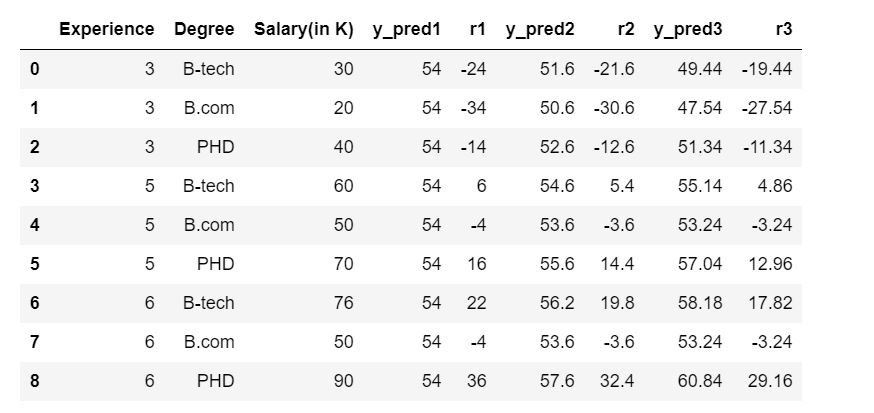 Experience Degree Salary(in K) y_pred1 r1 y_pred2 r2 y_pred3 r3
0 3 B-tech 30 54 -24 51.6 -21.6 49.44 -19.44
1 3 B.com 20 54 -34 50.6 -30.6 47.54 -27.54
2 3 PHD 40 54 -14 52.6 -12.6 51.34 -11.34
3 5 B-tech 60 54 6 54.6 5.4 55.14 4.86
4 5 B.com 50 54 -4 53.6 -3.6 53.24 -3.24
5 5 PHD 70 54 16 55.6 14.4 57.04 12.96
6 6 B-tech 76 54 22 56.2 19.8 58.18 17.82
7 6 B.com 50 54 -4 53.6 -3.6 53.24 -3.24
8 6 PHD 90 54 36 57.6 32.4 60.84 29.16